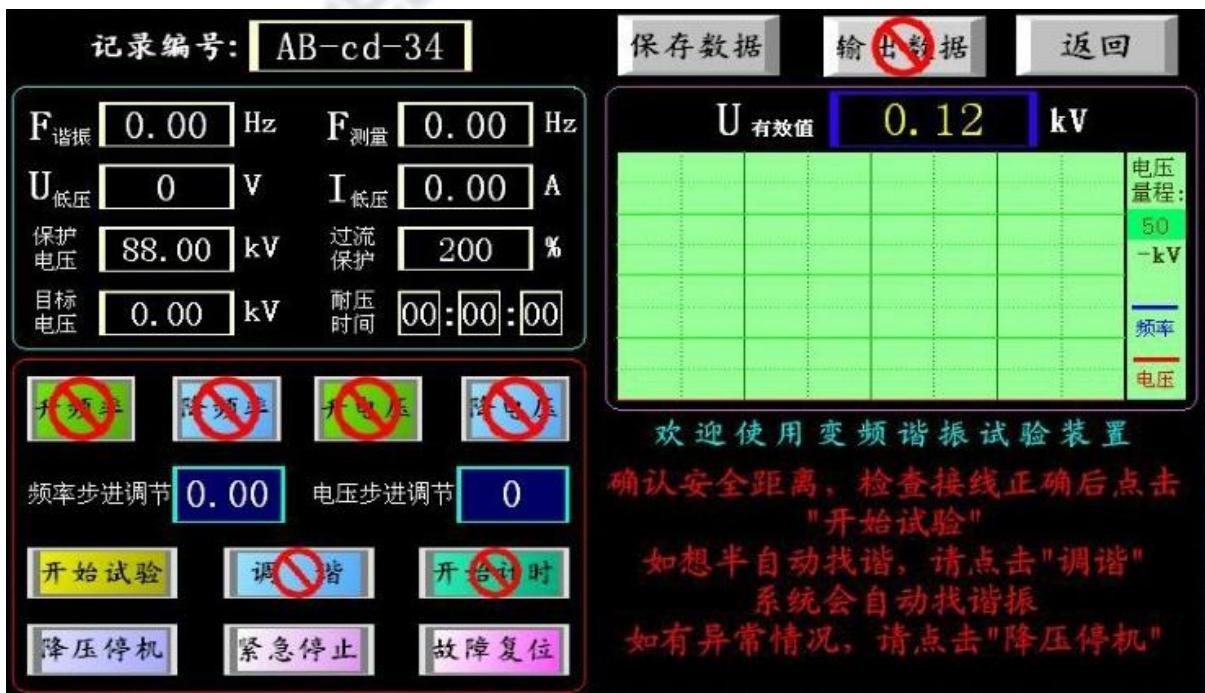 记录编号: AB-cd-34
保存数据 输出数据 返回
F谐振 0.00 Hz F测量 0.00 Hz
U低压 0 V I低压 0.00 A
保护电压 88.00 kV 过流保护 200 %
目标电压 0.00 kV 耐压时间 00:00:00
升频率 降频率 升电压 降电压
频率步进调节 0.00 电压步进调节 0
开始试验 调谐 开始计时
降压停机 紧急停止 故障复位
U有效值 0.12 kV
电压
量程:
50
-kV
频率
电压
欢迎使用变频谐振试验装置
确认安全距离，检查接线正确后点击
"开始试验"
如想半自动找谐，请点击"调谐"
系统会自动找谐振
如有异常情况，请点击"降压停机"